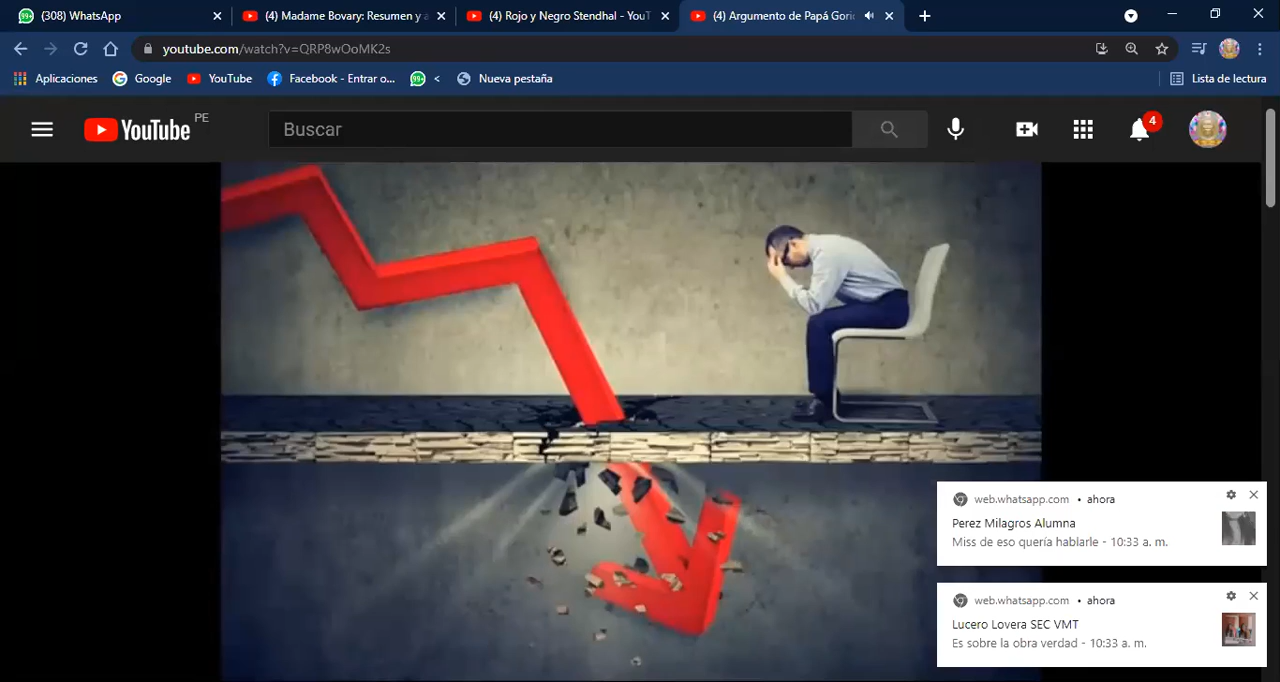 (308) WhatsApp
(4) Madame Bovary: Resumen y a
(4) Rojo y Negro Stendhal - YouT
(4) Argumento de Papá Gorio
youtube.com/watch?v=QRP8wOoMK2s
Aplicaciones
Google
YouTube
Facebook - Entrar o...
99+
<
Nueva pestaña
Lista de lectura
YouTube PE
Buscar
4
web.whatsapp.com • ahora
Perez Milagros Alumna
Miss de eso quería hablarle - 10:33 a. m.
web.whatsapp.com • ahora
Lucero Lovera SEC VMT
Es sobre la obra verdad - 10:33 a. m.